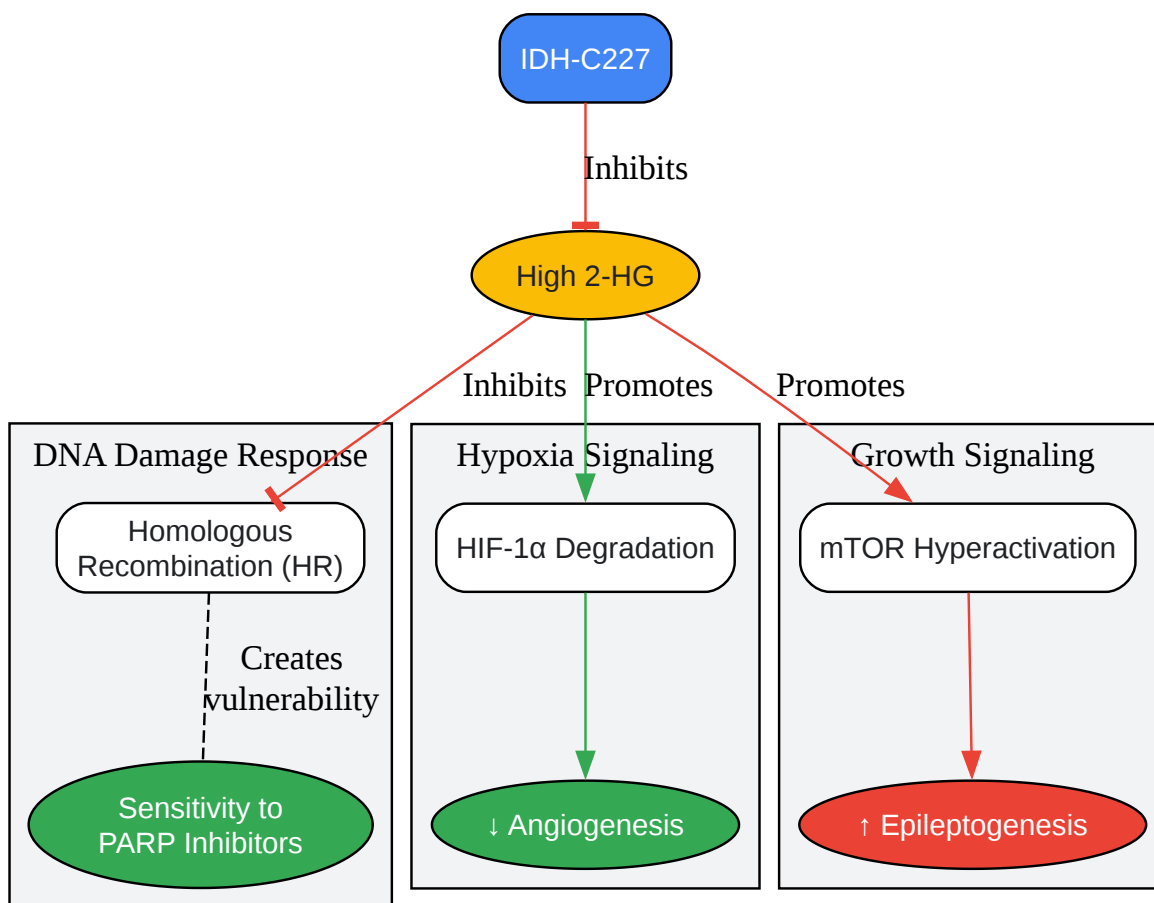 IDH-C227
Inhibits
High 2-HG
Inhibits
Promotes
Promotes
DNA Damage Response
Homologous
Recombination (HR)
Creates
vulnerability
Sensitivity to
PARP Inhibitors
Hypoxia Signaling
HIF-1α Degradation
↓ Angiogenesis
Growth Signaling
mTOR Hyperactivation
↑ Epileptogenesis